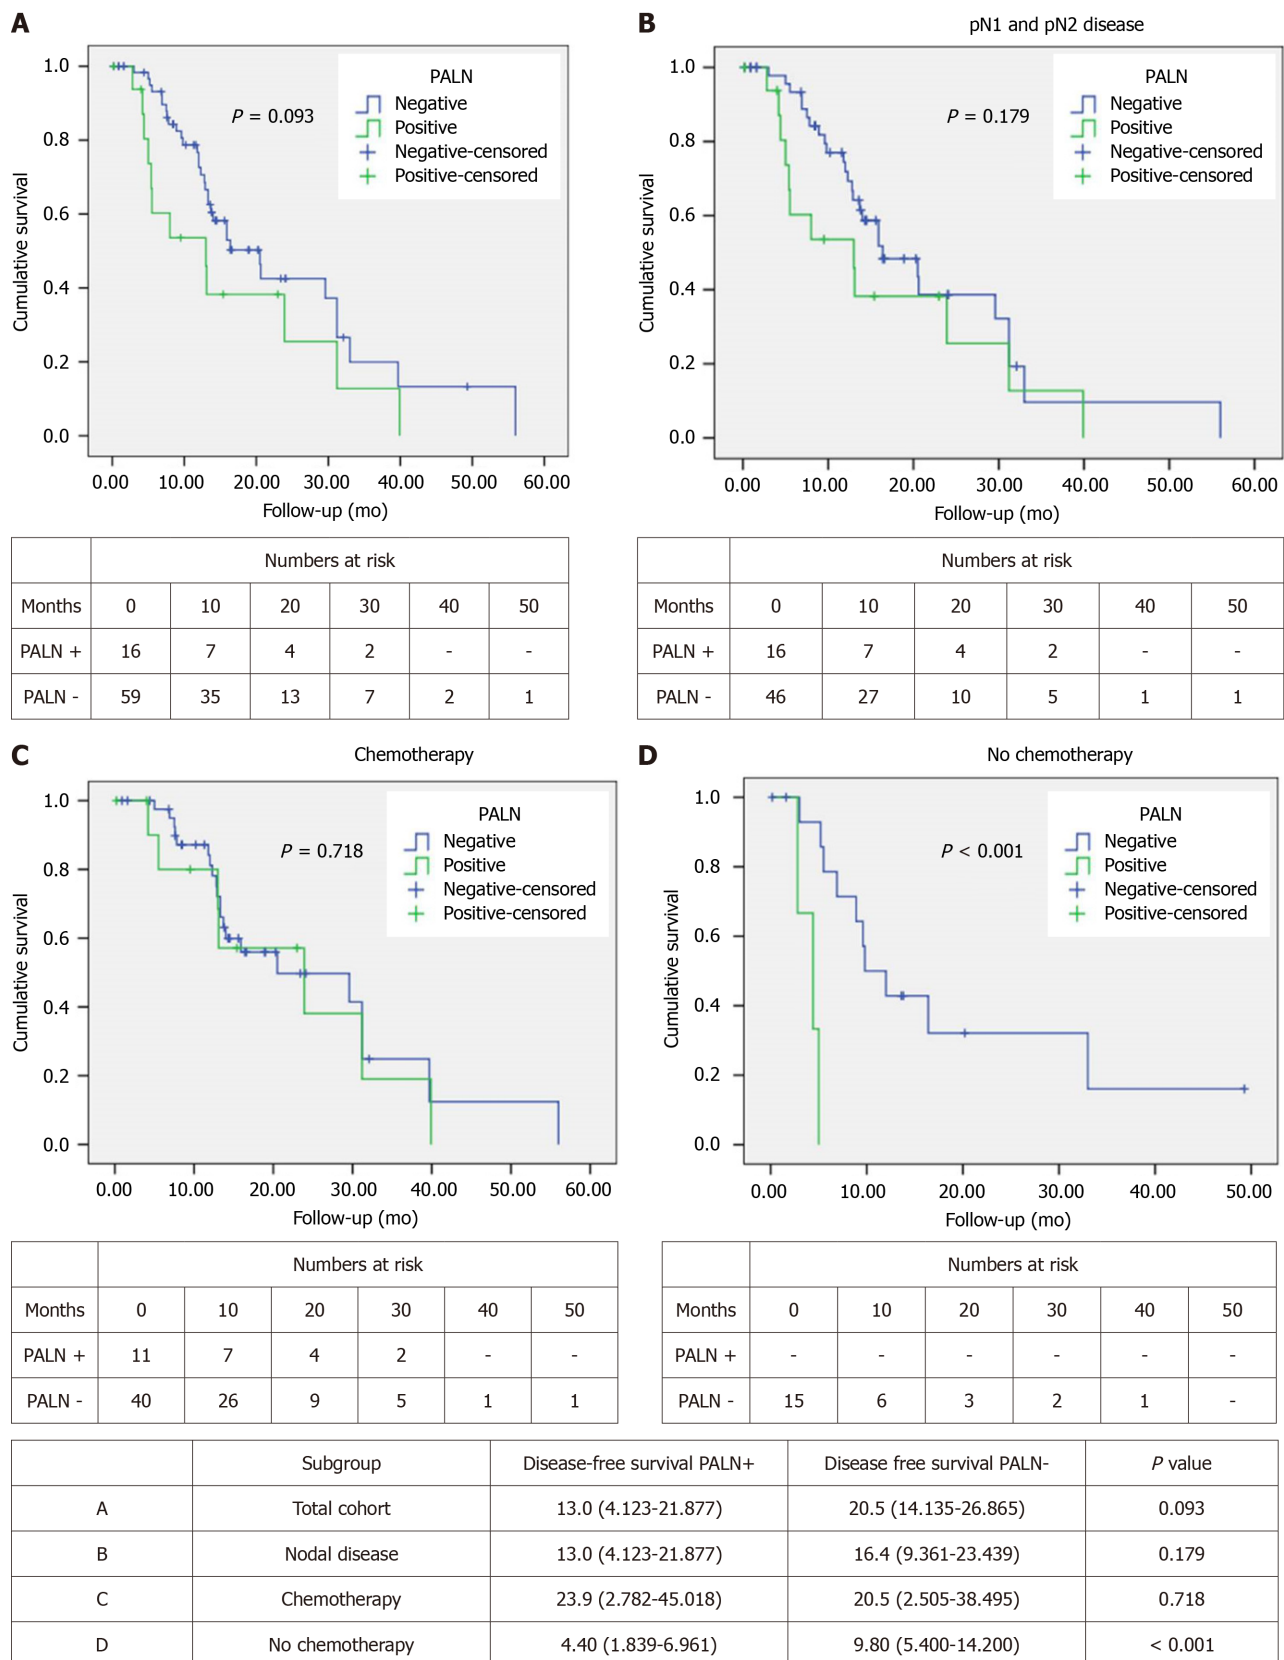 A
PALN
Negative
Positive
Negative-censored
Positive-censored
P = 0.093
Cumulative survival
1.0
0.8
0.6
0.4
0.2
0.0
0.00 10.00 20.00 30.00 40.00 50.00 60.00
Follow-up (mo)
Numbers at risk
Months 0 10 20 30 40 50
PALN + 16 7 4 2 - -
PALN - 59 35 13 7 2 1
B
pN1 and pN2 disease
PALN
Negative
Positive
Negative-censored
Positive-censored
P = 0.179
Cumulative survival
1.0
0.8
0.6
0.4
0.2
0.0
0.00 10.00 20.00 30.00 40.00 50.00 60.00
Follow-up (mo)
Numbers at risk
Months 0 10 20 30 40 50
PALN + 16 7 4 2 - -
PALN - 46 27 10 5 1 1
C
Chemotherapy
PALN
Negative
Positive
Negative-censored
Positive-censored
P = 0.718
Cumulative survival
1.0
0.8
0.6
0.4
0.2
0.0
0.00 10.00 20.00 30.00 40.00 50.00 60.00
Follow-up (mo)
Numbers at risk
Months 0 10 20 30 40 50
PALN + 11 7 4 2 - -
PALN - 40 26 9 5 1 1
D
No chemotherapy
PALN
Negative
Positive
Negative-censored
Positive-censored
P < 0.001
Cumulative survival
1.0
0.8
0.6
0.4
0.2
0.0
0.00 10.00 20.00 30.00 40.00 50.00
Follow-up (mo)
Numbers at risk
Months 0 10 20 30 40 50
PALN + - - - - - -
PALN - 15 6 3 2 1 -
Subgroup Disease-free survival PALN+ Disease free survival PALN- P value
A Total cohort 13.0 (4.123-21.877) 20.5 (14.135-26.865) 0.093
B Nodal disease 13.0 (4.123-21.877) 16.4 (9.361-23.439) 0.179
C Chemotherapy 23.9 (2.782-45.018) 20.5 (2.505-38.495) 0.718
D No chemotherapy 4.40 (1.839-6.961) 9.80 (5.400-14.200) < 0.001